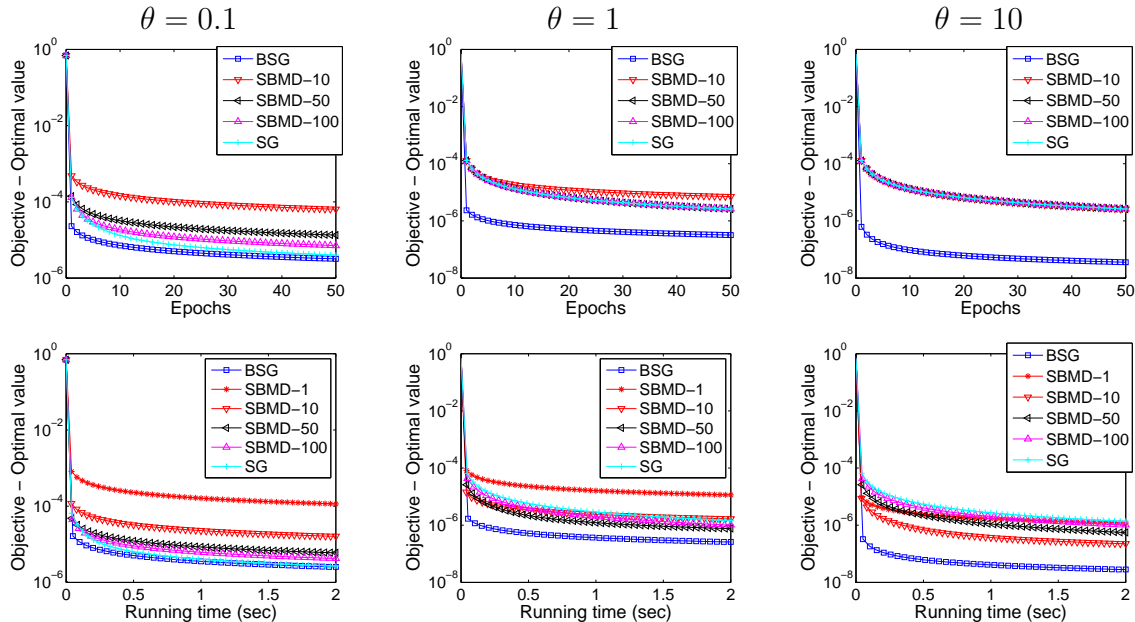 θ = 0.1
θ = 1
θ = 10
Objective − Optimal value
10^0
10^−2
10^−4
10^−6
0 10 20 30 40 50
Epochs
BSG
SBMD−10
SBMD−50
SBMD−100
SG
Objective − Optimal value
10^0
10^−2
10^−4
10^−6
10^−8
0 10 20 30 40 50
Epochs
BSG
SBMD−10
SBMD−50
SBMD−100
SG
Objective − Optimal value
10^0
10^−2
10^−4
10^−6
10^−8
0 10 20 30 40 50
Epochs
BSG
SBMD−10
SBMD−50
SBMD−100
SG
Objective − Optimal value
10^0
10^−2
10^−4
10^−6
0 0.5 1 1.5 2
Running time (sec)
BSG
SBMD−1
SBMD−10
SBMD−50
SBMD−100
SG
Objective − Optimal value
10^0
10^−2
10^−4
10^−6
10^−8
0 0.5 1 1.5 2
Running time (sec)
BSG
SBMD−1
SBMD−10
SBMD−50
SBMD−100
SG
Objective − Optimal value
10^0
10^−2
10^−4
10^−6
10^−8
0 0.5 1 1.5 2
Running time (sec)
BSG
SBMD−1
SBMD−10
SBMD−50
SBMD−100
SG